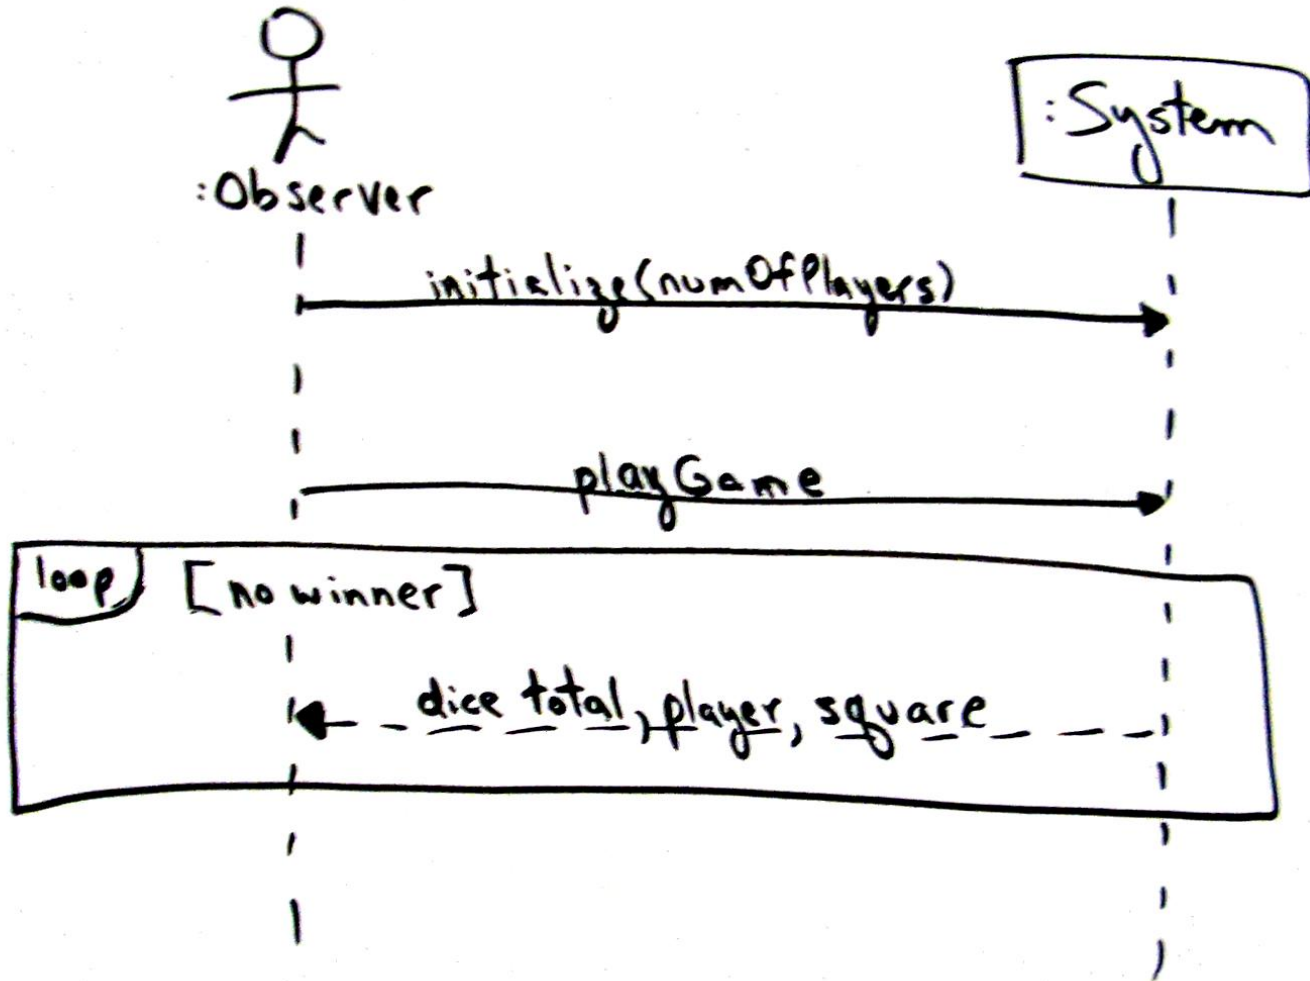 :Observer
:System
initialize(numOfPlayers)
playGame
loop
[no winner]
dice total, player, square